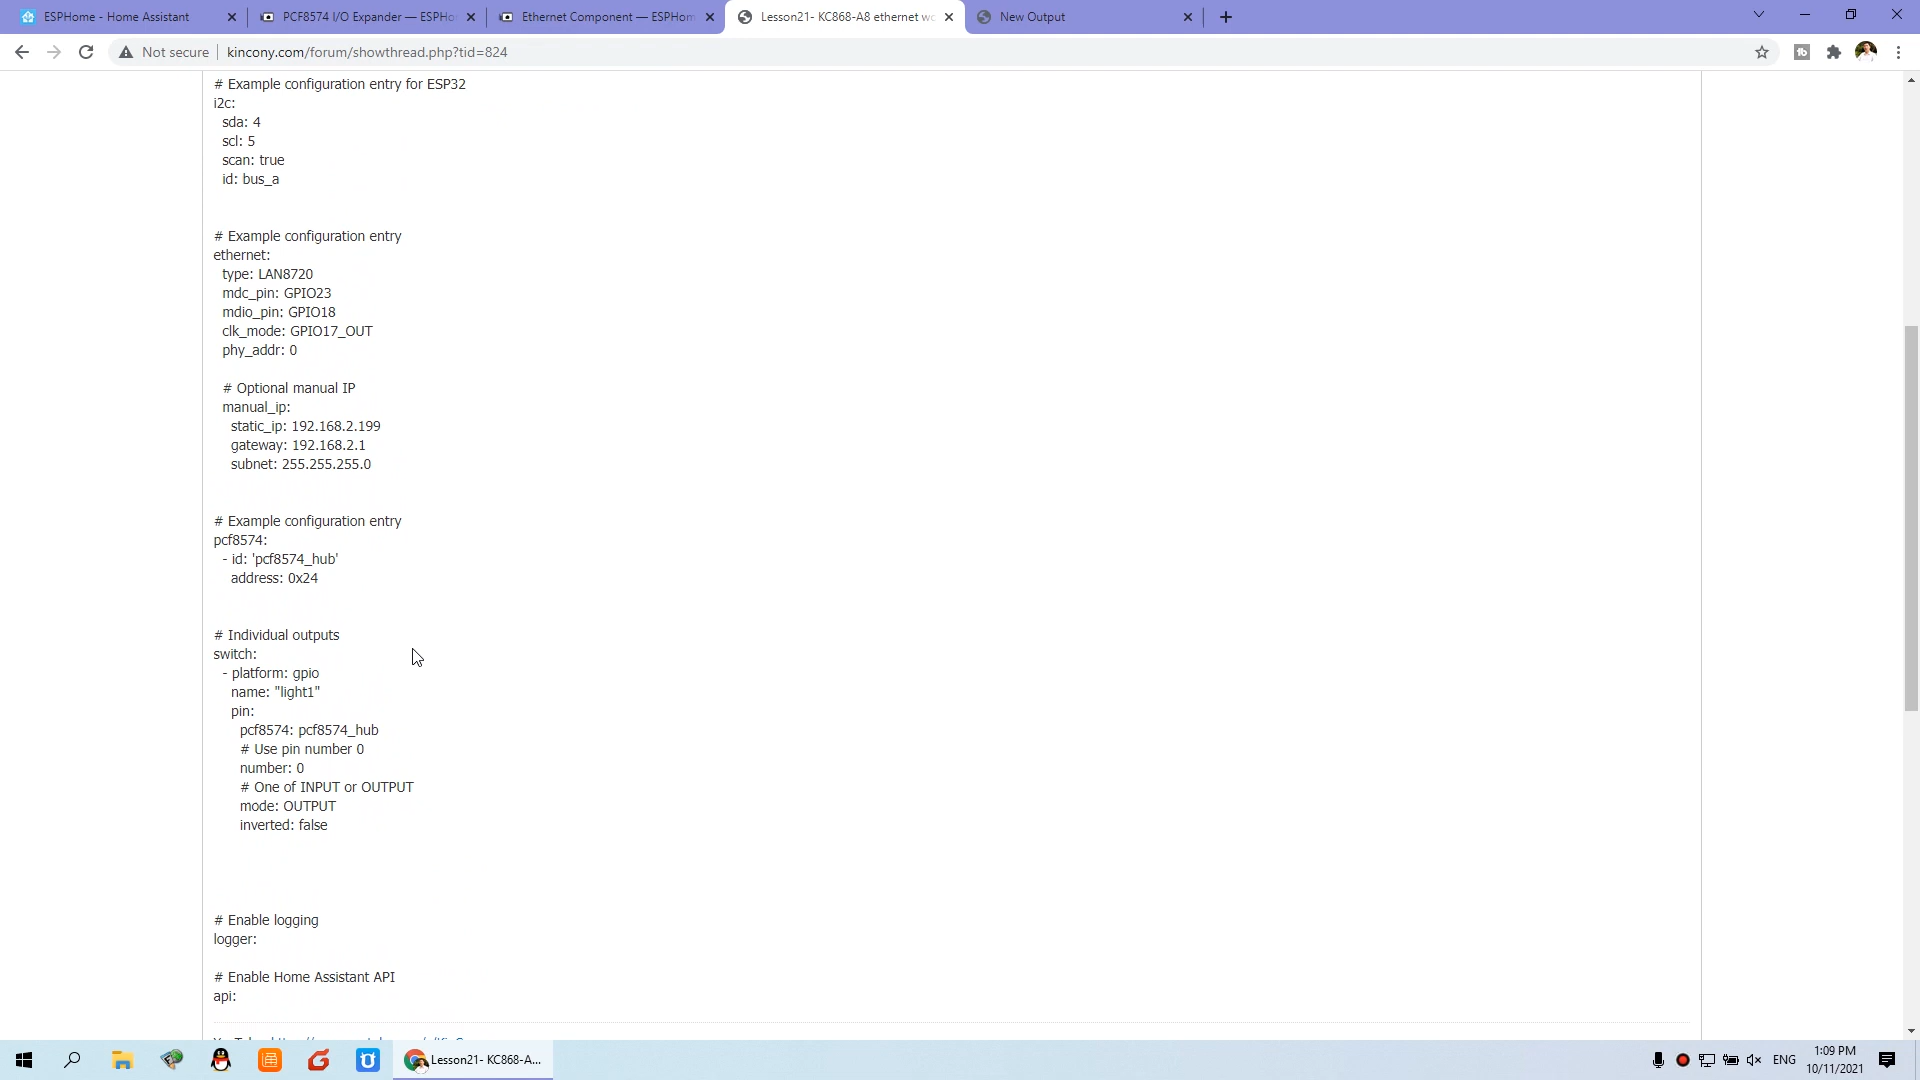 ESPHome - Home Assistant
PCF8574 I/O Expander — ESPHo
Ethernet Component — ESPHom
Lesson21- KC868-A8 ethernet wo
New Output
Not secure
kincony.com/forum/showthread.php?tid=824
# Example configuration entry for ESP32
i2c:
sda: 4
scl: 5
scan: true
id: bus_a
# Example configuration entry
ethernet:
type: LAN8720
mdc_pin: GPIO23
mdio_pin: GPIO18
clk_mode: GPIO17_OUT
phy_addr: 0
# Optional manual IP
manual_ip:
static_ip: 192.168.2.199
gateway: 192.168.2.1
subnet: 255.255.255.0
# Example configuration entry
pcf8574:
- id: 'pcf8574_hub'
address: 0x24
# Individual outputs
switch:
- platform: gpio
name: "light1"
pin:
pcf8574: pcf8574_hub
# Use pin number 0
number: 0
# One of INPUT or OUTPUT
mode: OUTPUT
inverted: false
# Enable logging
logger:
# Enable Home Assistant API
api:
Lesson21- KC868-A...
ENG
1:09 PM
10/11/2021